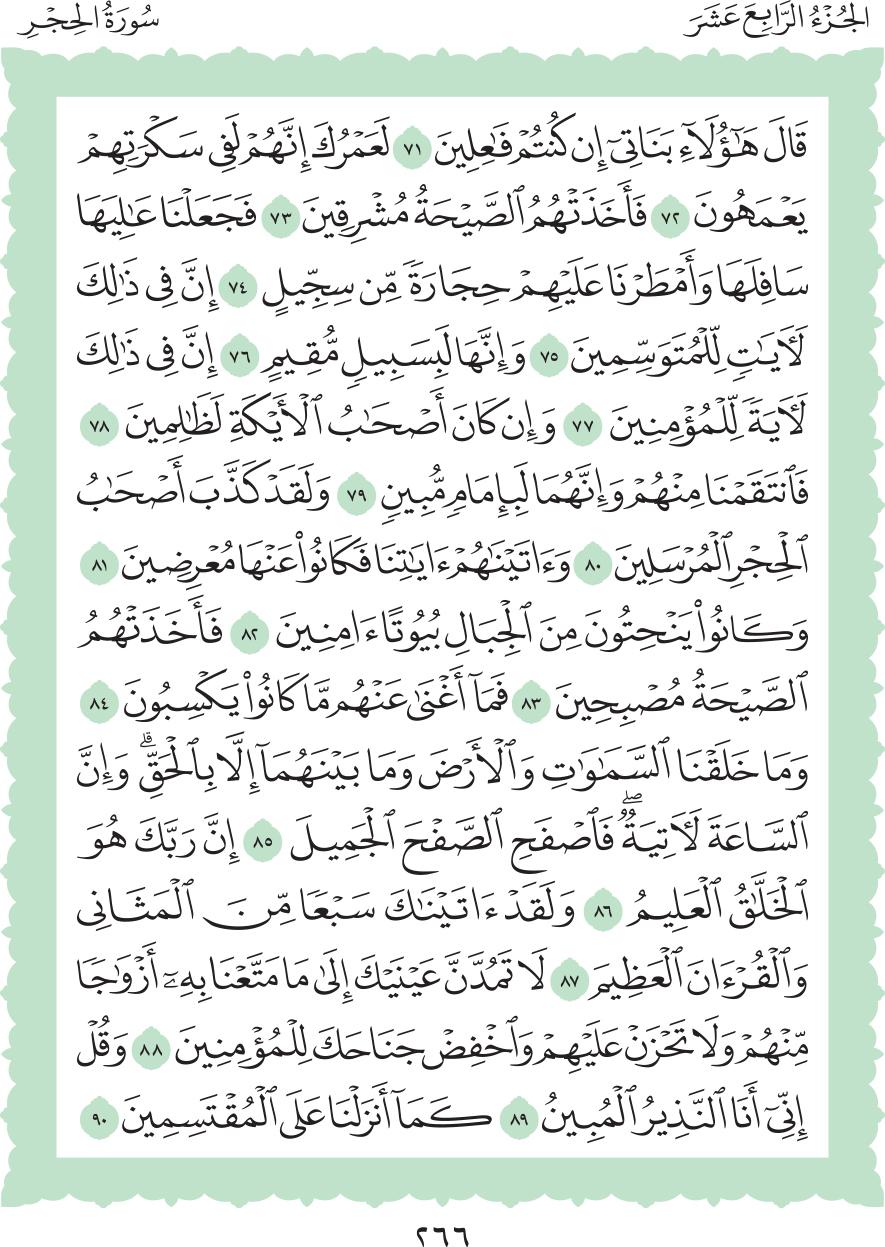 الجُزْءُ الرَّابِعَ عَشَرَ
سُورَةُ الحِجْرِ
قَالَ هَٰٓؤُلَآءِ بَنَاتِىٓ إِن كُنتُمْ فَٰعِلِينَ ٧١ لَعَمْرُكَ إِنَّهُمْ لَفِى سَكْرَتِهِمْ
يَعْمَهُونَ ٧٢ فَأَخَذَتْهُمُ ٱلصَّيْحَةُ مُشْرِقِينَ ٧٣ فَجَعَلْنَا عَٰلِيَهَا
سَافِلَهَا وَأَمْطَرْنَا عَلَيْهِمْ حِجَارَةً مِّن سِجِّيلٍ ٧٤ إِنَّ فِى ذَٰلِكَ
لَءَايَٰتٍ لِّلْمُتَوَسِّمِينَ ٧٥ وَإِنَّهَا لَبِسَبِيلٍ مُّقِيمٍ ٧٦ إِنَّ فِى ذَٰلِكَ
لَءَايَةً لِّلْمُؤْمِنِينَ ٧٧ وَإِن كَانَ أَصْحَٰبُ ٱلْأَيْكَةِ لَظَٰلِمِينَ ٧٨
فَٱنتَقَمْنَا مِنْهُمْ وَإِنَّهُمَا لَبِإِمَامٍ مُّبِينٍ ٧٩ وَلَقَدْ كَذَّبَ أَصْحَٰبُ
ٱلْحِجْرِ ٱلْمُرْسَلِينَ ٨٠ وَءَاتَيْنَٰهُمْ ءَايَٰتِنَا فَكَانُوا۟ عَنْهَا مُعْرِضِينَ ٨١
وَكَانُوا۟ يَنْحِتُونَ مِنَ ٱلْجِبَالِ بُيُوتًا ءَامِنِينَ ٨٢ فَأَخَذَتْهُمُ
ٱلصَّيْحَةُ مُصْبِحِينَ ٨٣ فَمَآ أَغْنَىٰ عَنْهُم مَّا كَانُوا۟ يَكْسِبُونَ ٨٤
وَمَا خَلَقْنَا ٱلسَّمَٰوَٰتِ وَٱلْأَرْضَ وَمَا بَيْنَهُمَآ إِلَّا بِٱلْحَقِّ ۗ وَإِنَّ
ٱلسَّاعَةَ لَءَاتِيَةٌ ۖ فَٱصْفَحِ ٱلصَّفْحَ ٱلْجَمِيلَ ٨٥ إِنَّ رَبَّكَ هُوَ
ٱلْخَلَّٰقُ ٱلْعَلِيمُ ٨٦ وَلَقَدْ ءَاتَيْنَٰكَ سَبْعًا مِّنَ ٱلْمَثَانِى
وَٱلْقُرْءَانَ ٱلْعَظِيمَ ٨٧ لَا تَمُدَّنَّ عَيْنَيْكَ إِلَىٰ مَا مَتَّعْنَا بِهِۦٓ أَزْوَٰجًا
مِّنْهُمْ وَلَا تَحْزَنْ عَلَيْهِمْ وَٱخْفِضْ جَنَاحَكَ لِلْمُؤْمِنِينَ ٨٨ وَقُلْ
إِنِّىٓ أَنَا ٱلنَّذِيرُ ٱلْمُبِينُ ٨٩ كَمَآ أَنزَلْنَا عَلَى ٱلْمُقْتَسِمِينَ ٩٠
٢٦٦